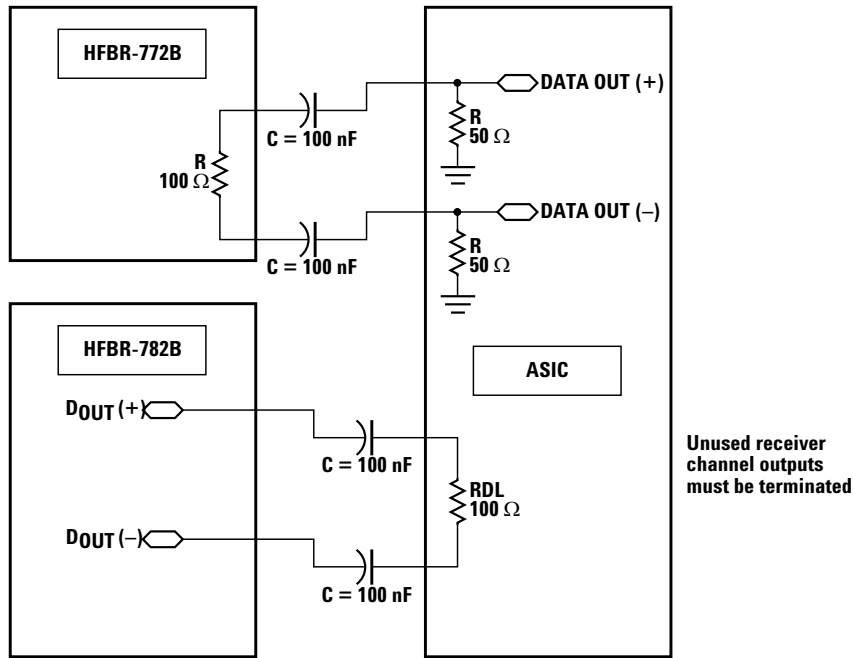 HFBR-772B
C = 100 nF
R
100 Ω
C = 100 nF
DATA OUT (+)
R
50 Ω
DATA OUT (–)
R
50 Ω
HFBR-782B
DOUT (+)
DOUT (–)
C = 100 nF
C = 100 nF
ASIC
RDL
100 Ω
Unused receiver
channel outputs
must be terminated